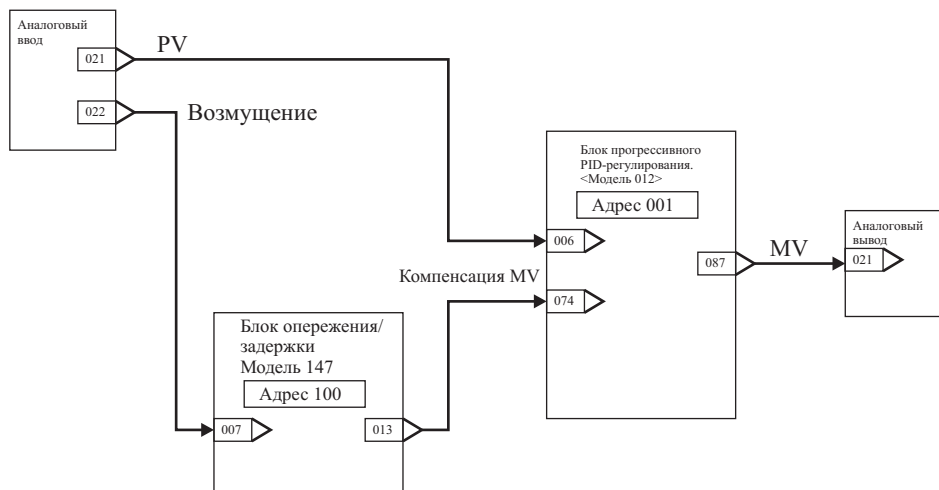 Аналоговый
ввод
021
PV
022
Возмущение
Блок прогрессивного
PID-регулирования.
<Модель 012>
Адрес 001
006
087
MV
Аналоговый
вывод
021
Компенсация MV
074
Блок опережения/
задержки
Модель 147
Адрес 100
007
013